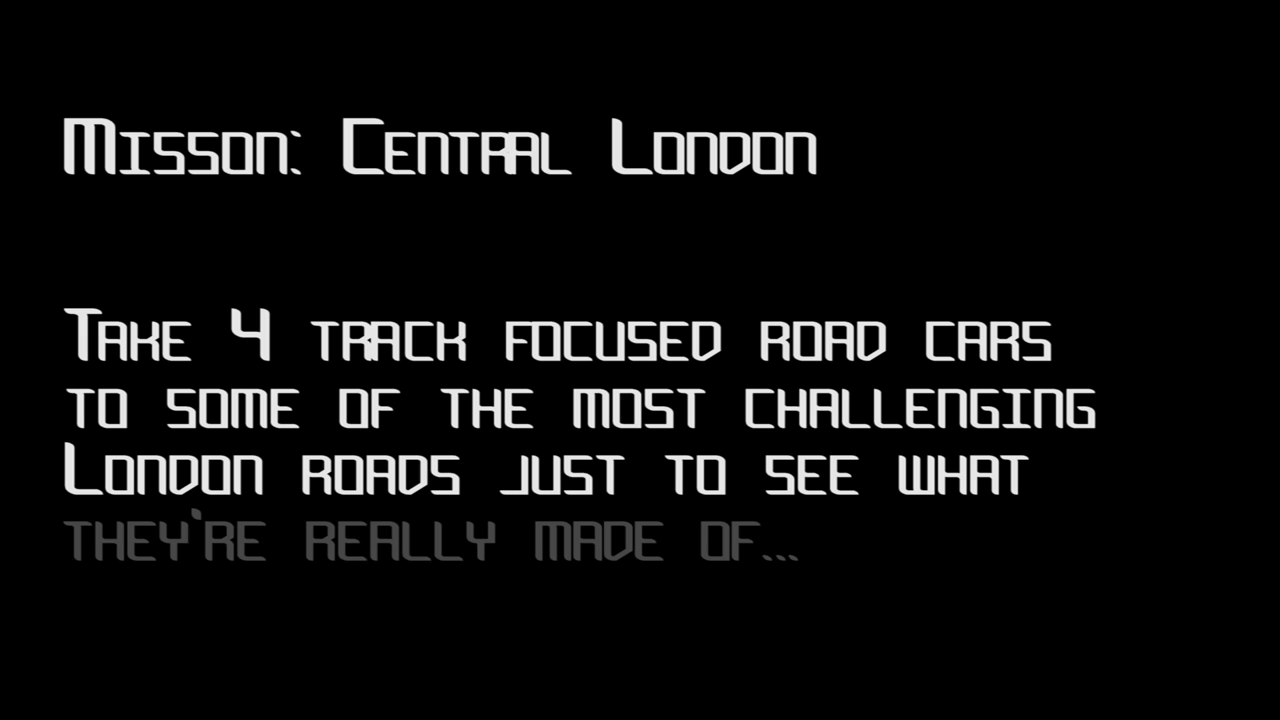 Misson: Central London
Take 4 track focused road cars
to some of the most challenging
London roads just to see what
they're really made of...